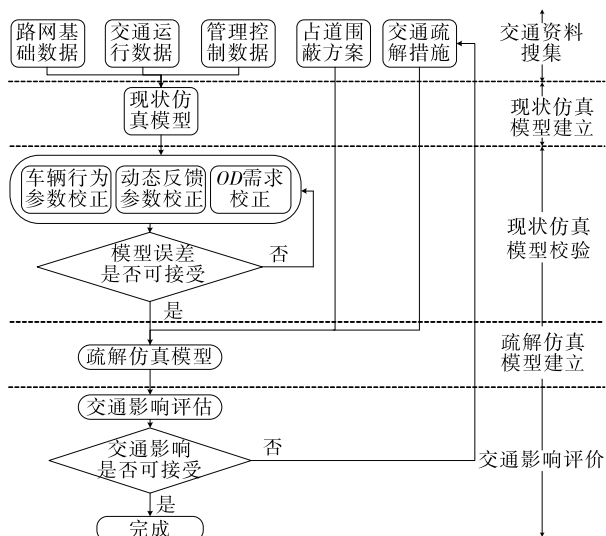 路网基
础数据
交通运
行数据
管理控
制数据
占道围
蔽方案
交通疏
解措施
交通资料
搜集
现状仿
真模型
现状仿真
模型建立
车辆行为
参数校正
动态反馈
参数校正
OD需求
校正
现状仿真
模型校验
模型误差
是否可接受
否
是
疏解仿真模型
疏解仿真
模型建立
交通影响评估
交通影响
是否可接受
否
交通影响评价
是
完成